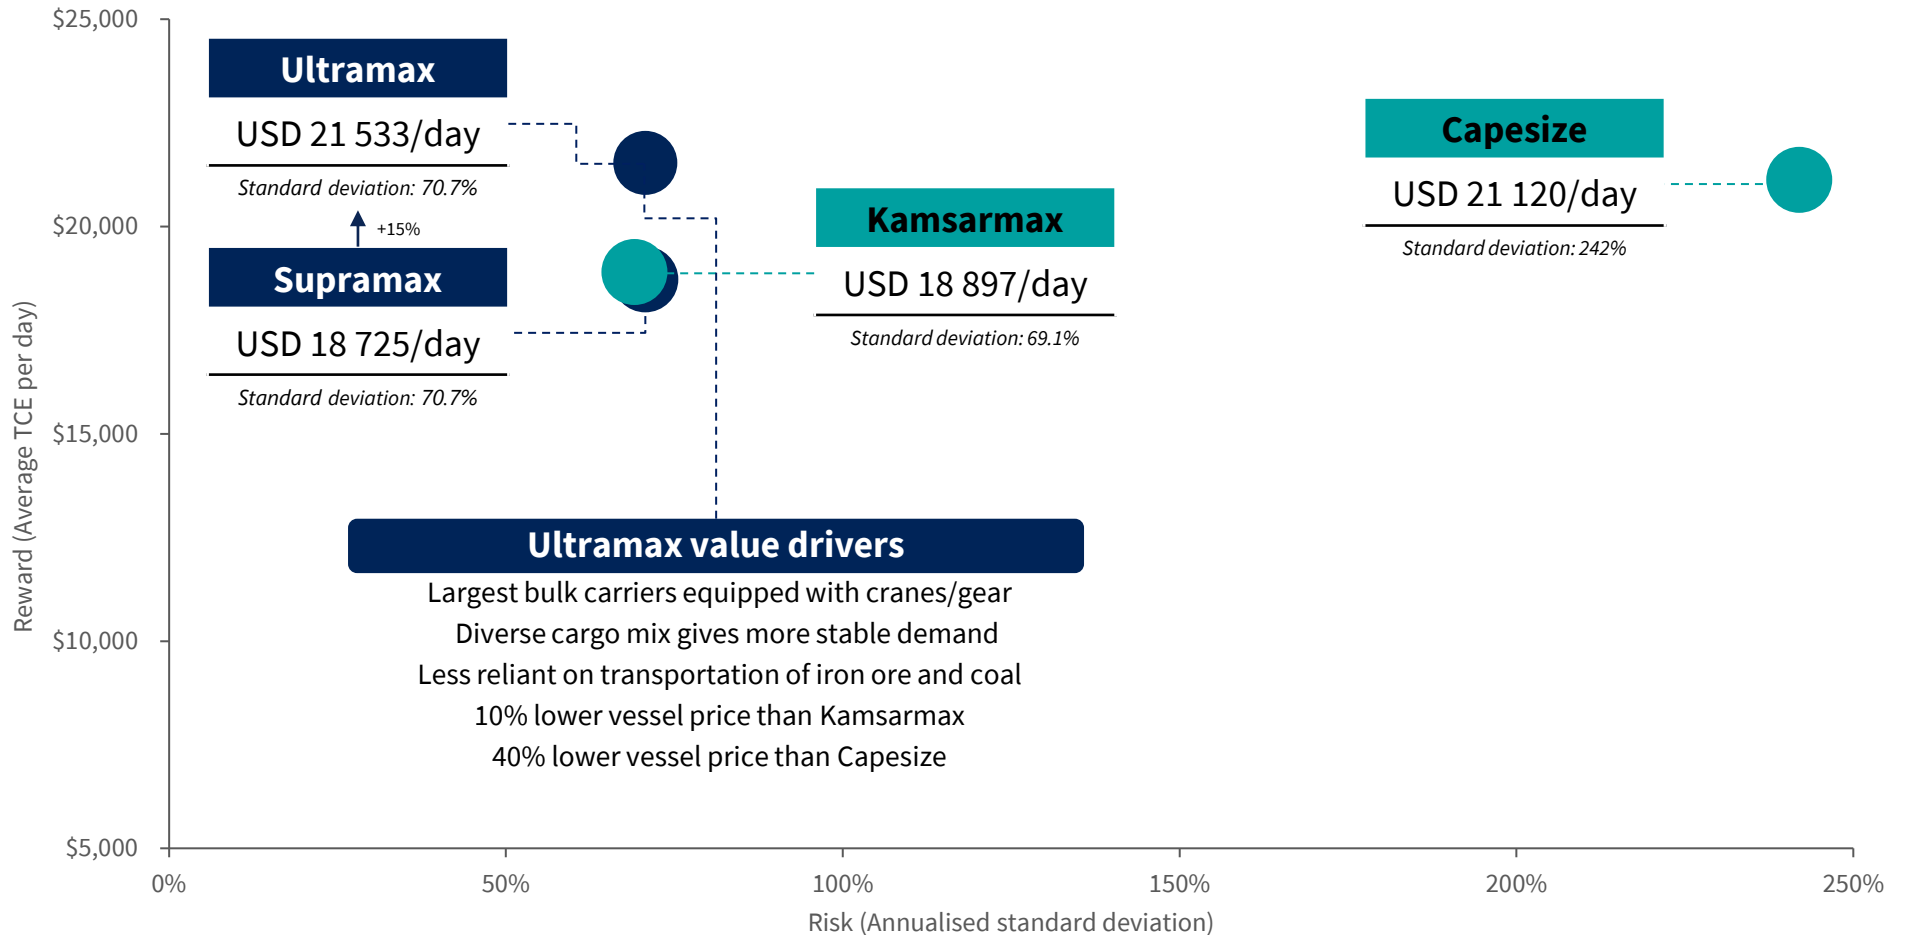 $25,000
$20,000
$15,000
$10,000
$5,000
Reward (Average TCE per day)
Ultramax
USD 21 533/day
Standard deviation: 70.7%
+15%
Supramax
USD 18 725/day
Standard deviation: 70.7%
Kamsarmax
USD 18 897/day
Standard deviation: 69.1%
Capesize
USD 21 120/day
Standard deviation: 242%
Ultramax value drivers
Largest bulk carriers equipped with cranes/gear
Diverse cargo mix gives more stable demand
Less reliant on transportation of iron ore and coal
10% lower vessel price than Kamsarmax
40% lower vessel price than Capesize
0%
50%
100%
150%
200%
250%
Risk (Annualised standard deviation)